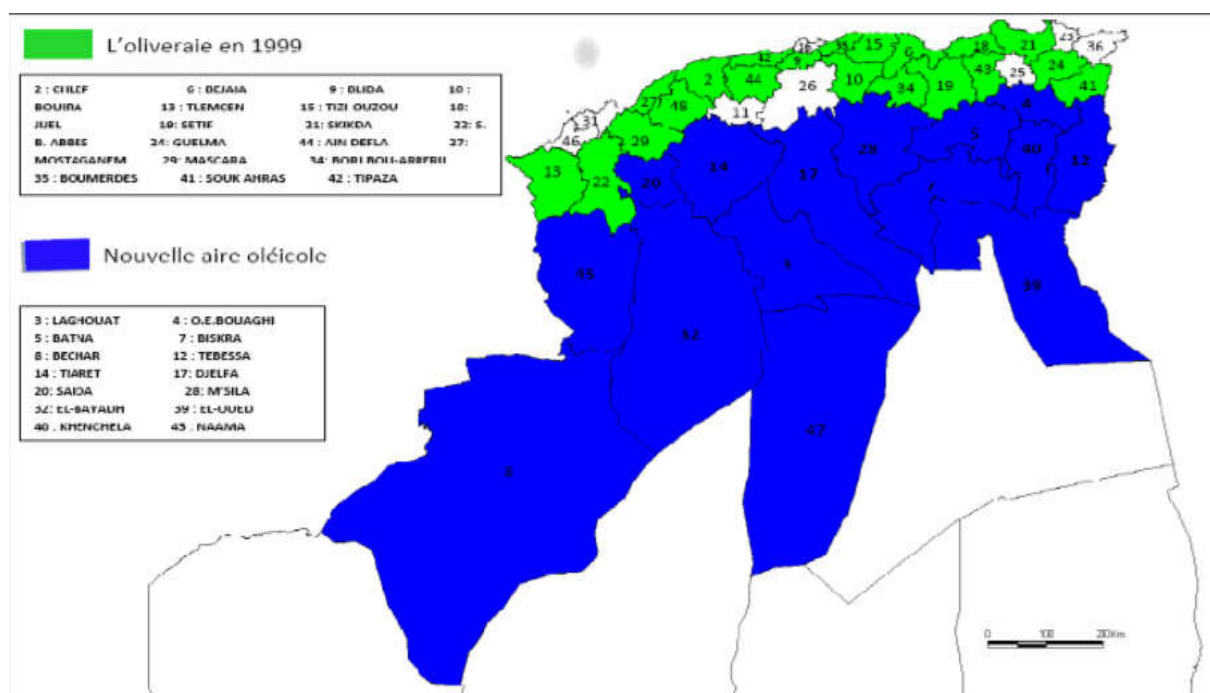 L'oliveraie en 1999
2 : CHLEF 6 : BEJAIA 9 : BLIDA 10 :
BOUIRA 13 : TLEMCEN 15 : TIZI OUZOU 18:
JIJEL 19: SETIF 21: SKIKDA 22: S.
B. ABBES 24: GUELMA 44 : AIN DEFLA 27:
MOSTAGANEM 29: MASCARA 34: BORJ BOU-ARRERIJ
35 : BOUMERDES 41 : SOUK AHRAS 42 : TIPAZA
Nouvelle aire oléicole
3 : LAGHOUAT 4 : O.E.BOUAGHI
5 : BATNA 7 : BISKRA
8 : BECHAR 12 : TEBESSA
14 : TIARET 17: DJELFA
20: SAIDA 28: M'SILA
32: EL-BAYADH 39 : EL-OUED
40 : KHENCHELA 45 : NAAMA
23
36
15
6
18
21
2
44
9
10
34
19
43
25
24
41
26
27
48
11
31
46
29
13
22
20
14
17
28
5
4
40
12
45
3
32
39
47
8
0 100 200Km